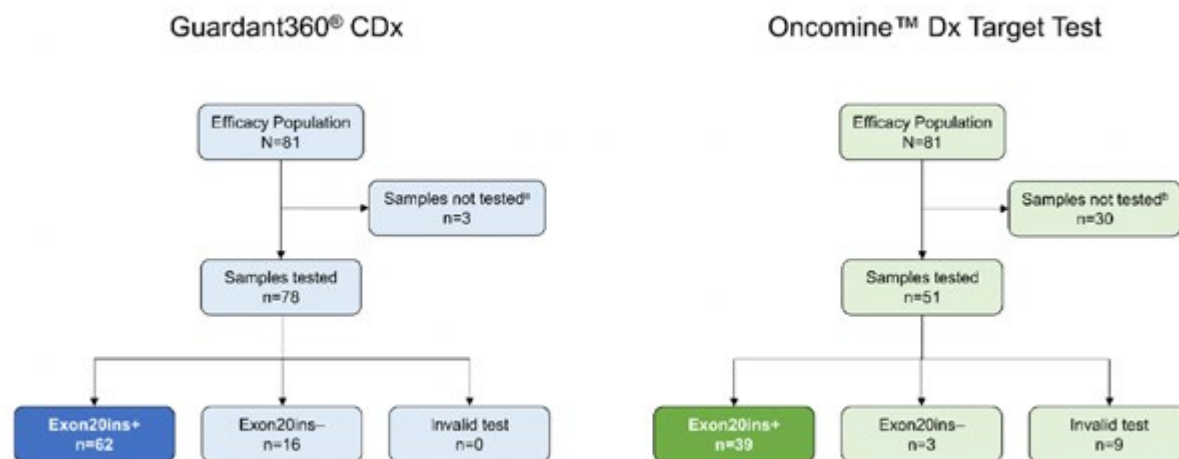 Guardant360® CDx
Efficacy Population
N=81
Samples not testedᵃ
n=3
Samples tested
n=78
Exon20ins+
n=62
Exon20ins–
n=16
Invalid test
n=0
Oncomine™ Dx Target Test
Efficacy Population
N=81
Samples not testedᵇ
n=30
Samples tested
n=51
Exon20ins+
n=39
Exon20ins–
n=3
Invalid test
n=9